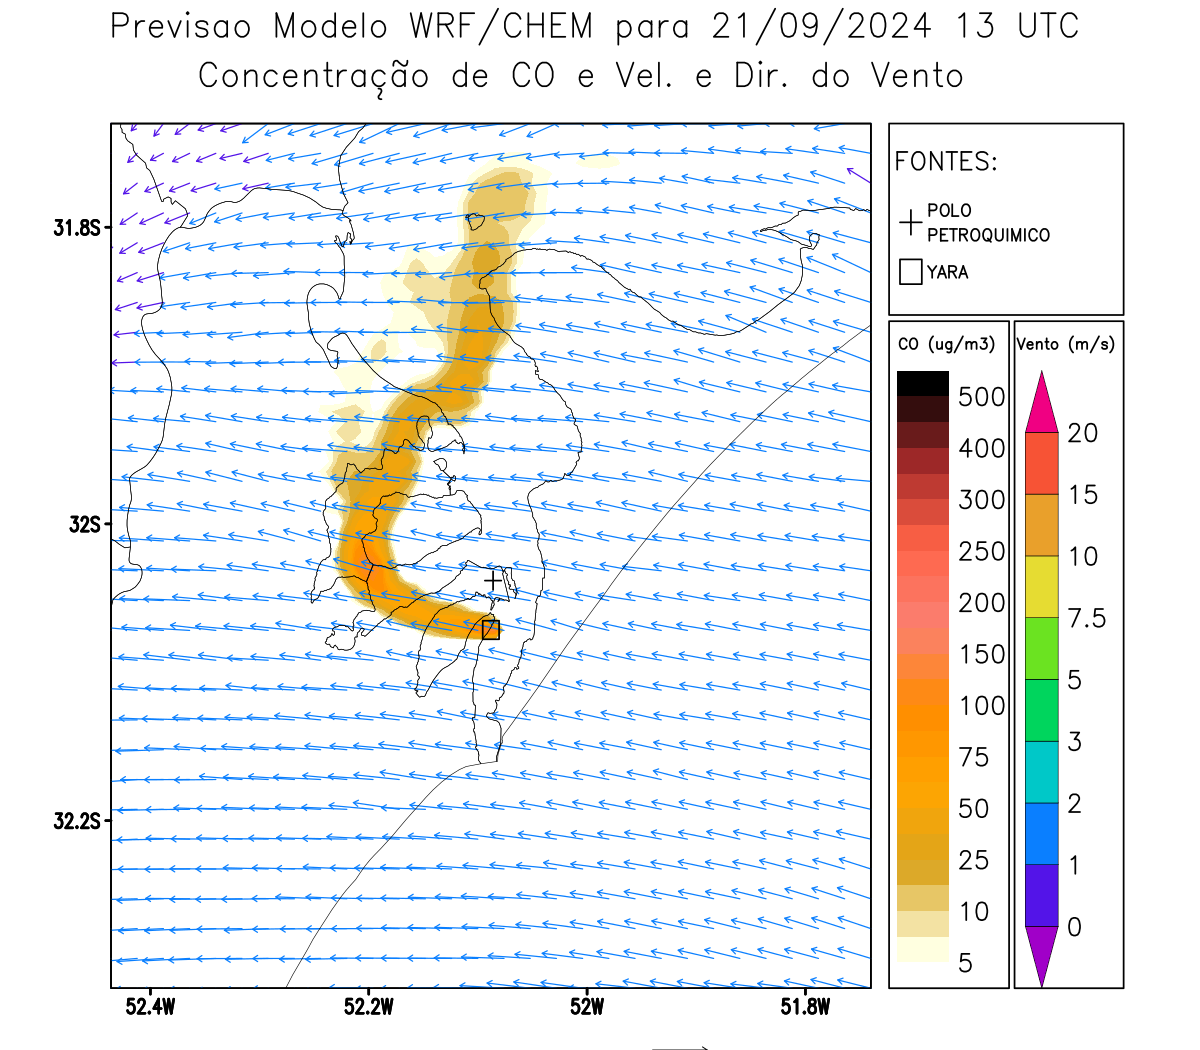 Previsao Modelo WRF/CHEM para 21/09/2024 13 UTC
Concentração de CO e Vel. e Dir. do Vento
FONTES:
POLO
PETROQUIMICO
YARA
CO (ug/m3)
500
400
300
250
200
150
100
75
50
25
10
5
Vento (m/s)
20
15
10
7.5
5
3
2
1
0
31.8S
32S
32.2S
52.4W
52.2W
52W
51.8W